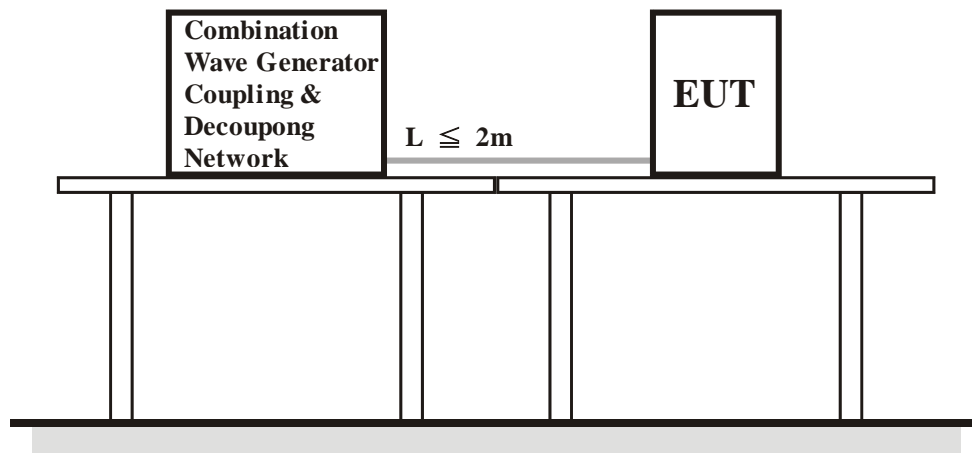 Combination
Wave Generator
Coupling &
Decoupong
Network
L ≦ 2m
EUT